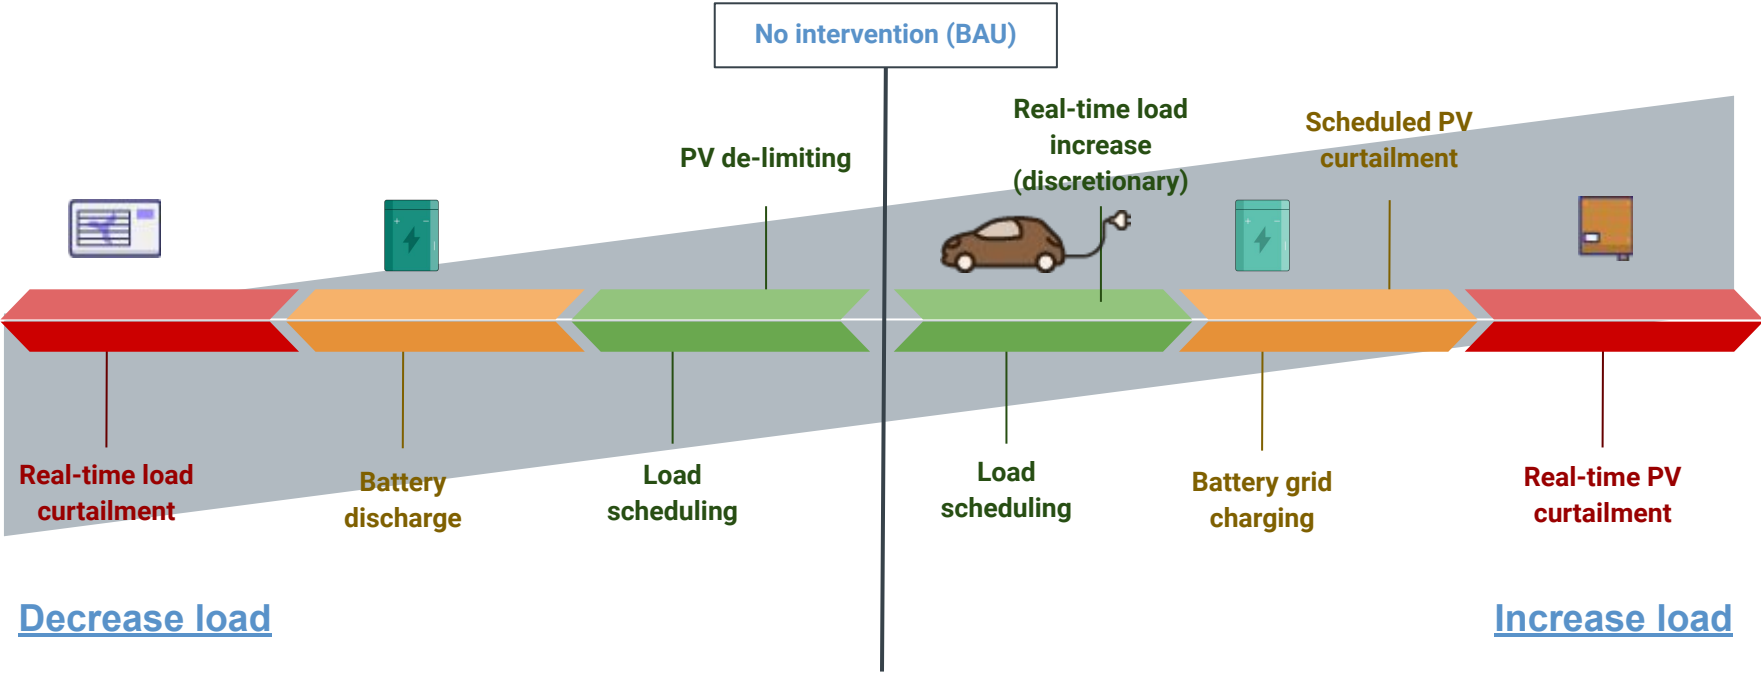 No intervention (BAU)
Real-time load
increase
(discretionary)
Scheduled PV
curtailment
PV de-limiting
Real-time load
curtailment
Battery
discharge
Load
scheduling
Load
scheduling
Battery grid
charging
Real-time PV
curtailment
Decrease load
Increase load